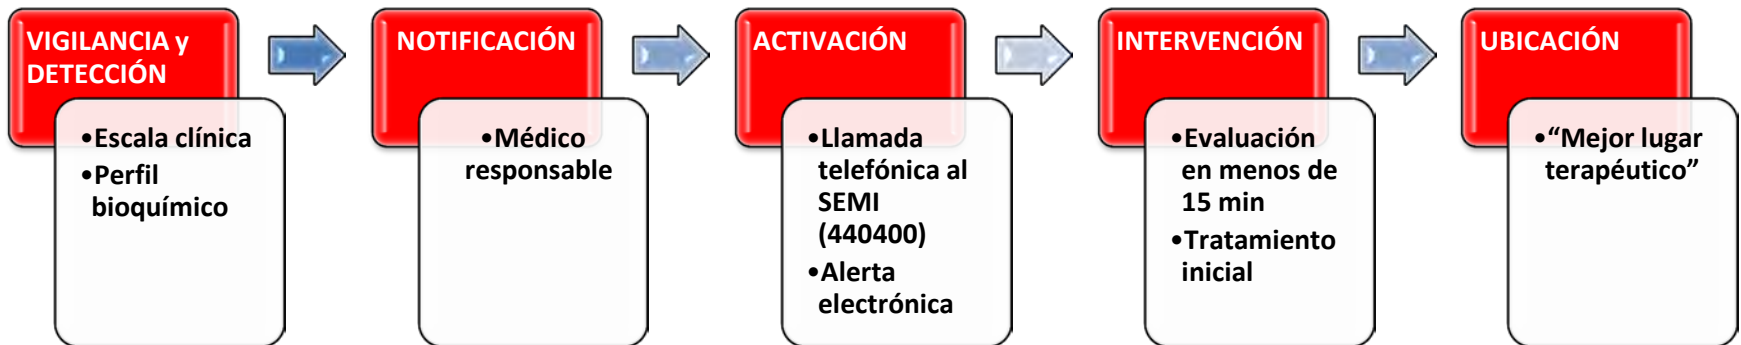 VIGILANCIA y
DETECCIÓN
•Escala clínica
•Perfil
bioquímico
NOTIFICACIÓN
•Médico
responsable
ACTIVACIÓN
•Llamada
telefónica al
SEMI
(440400)
•Alerta
electrónica
INTERVENCIÓN
•Evaluación
en menos de
15 min
•Tratamiento
inicial
UBICACIÓN
•“Mejor lugar
terapéutico”